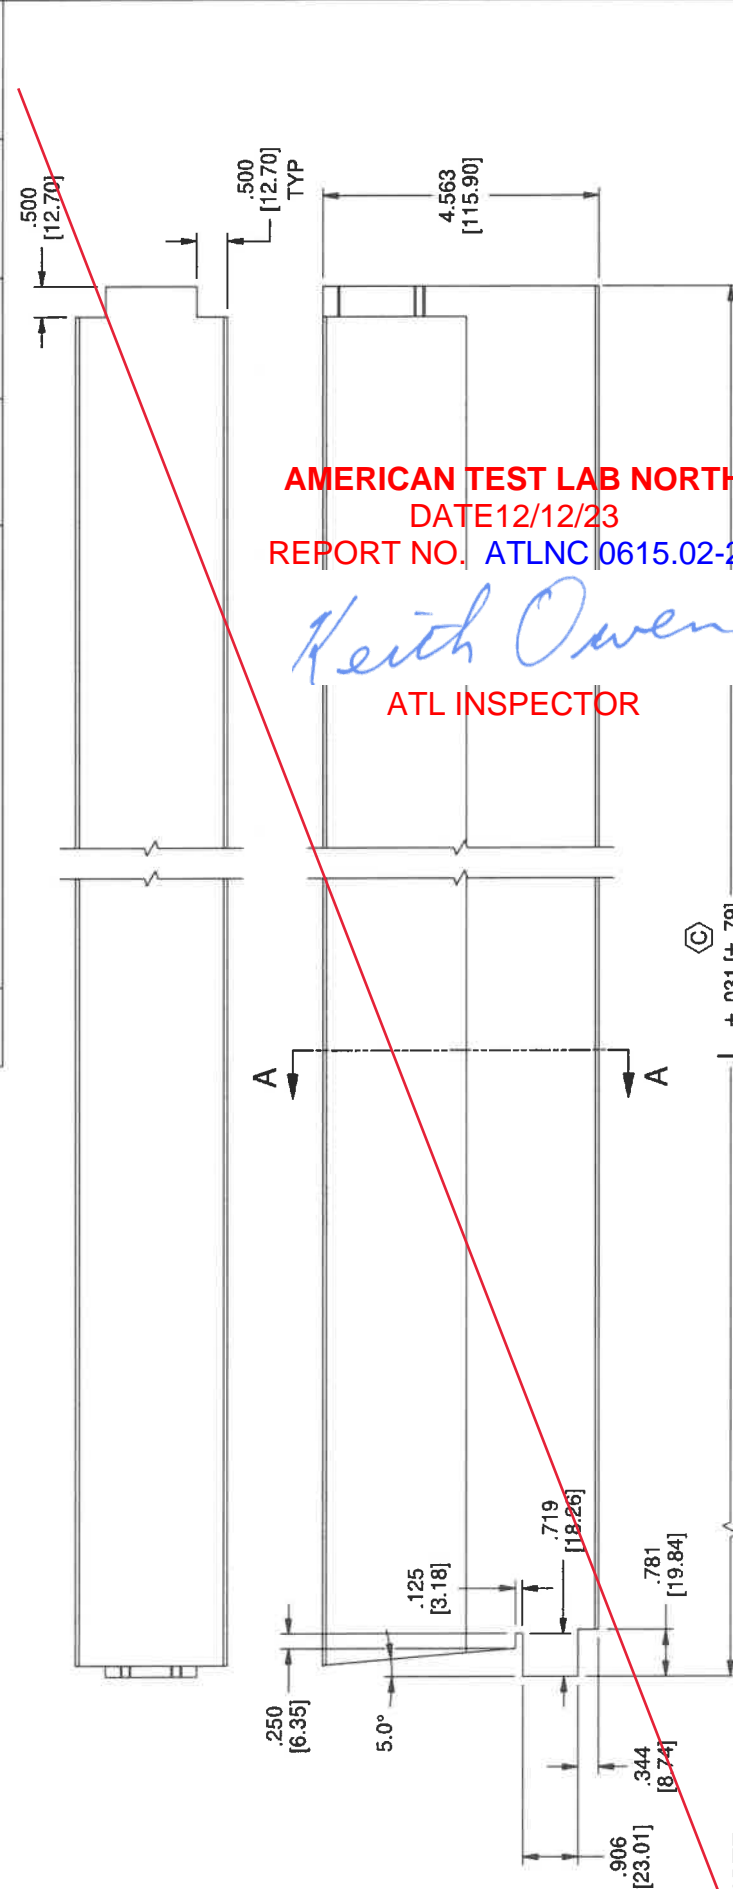 .500
[12.70]
.500
[12.70]
TYP
4.563
[115.90]
AMERICAN TEST LAB NORTH
DATE12/12/23
REPORT NO. ATLNC 0615.02-2
Keith Owen
ATL INSPECTOR
C
± .031 [± .79]
A
A
.125
[3.18]
.719
[18.26]
.781
[19.84]
.250
[6.35]
5.0°
.344
[8.74]
.906
[23.01]